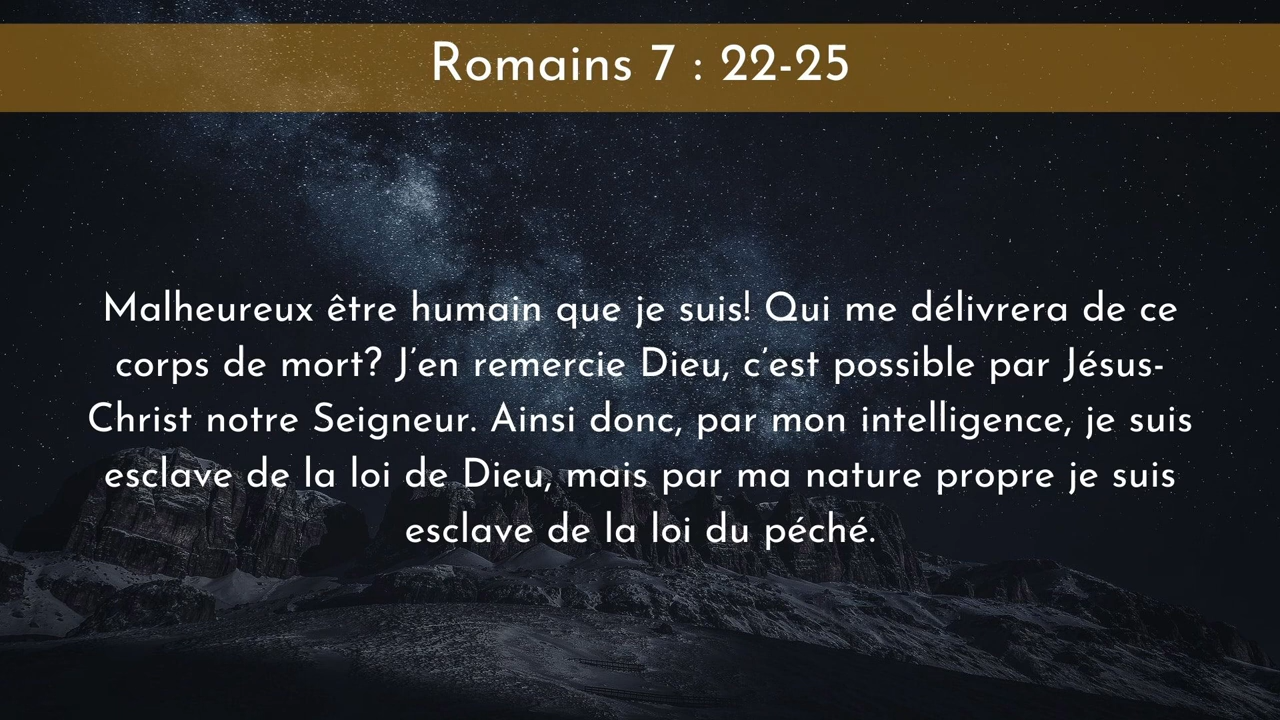 Romains 7 : 22-25
Malheureux être humain que je suis! Qui me délivrera de ce
corps de mort? J’en remercie Dieu, c’est possible par Jésus-
Christ notre Seigneur. Ainsi donc, par mon intelligence, je suis
esclave de la loi de Dieu, mais par ma nature propre je suis
esclave de la loi du péché.